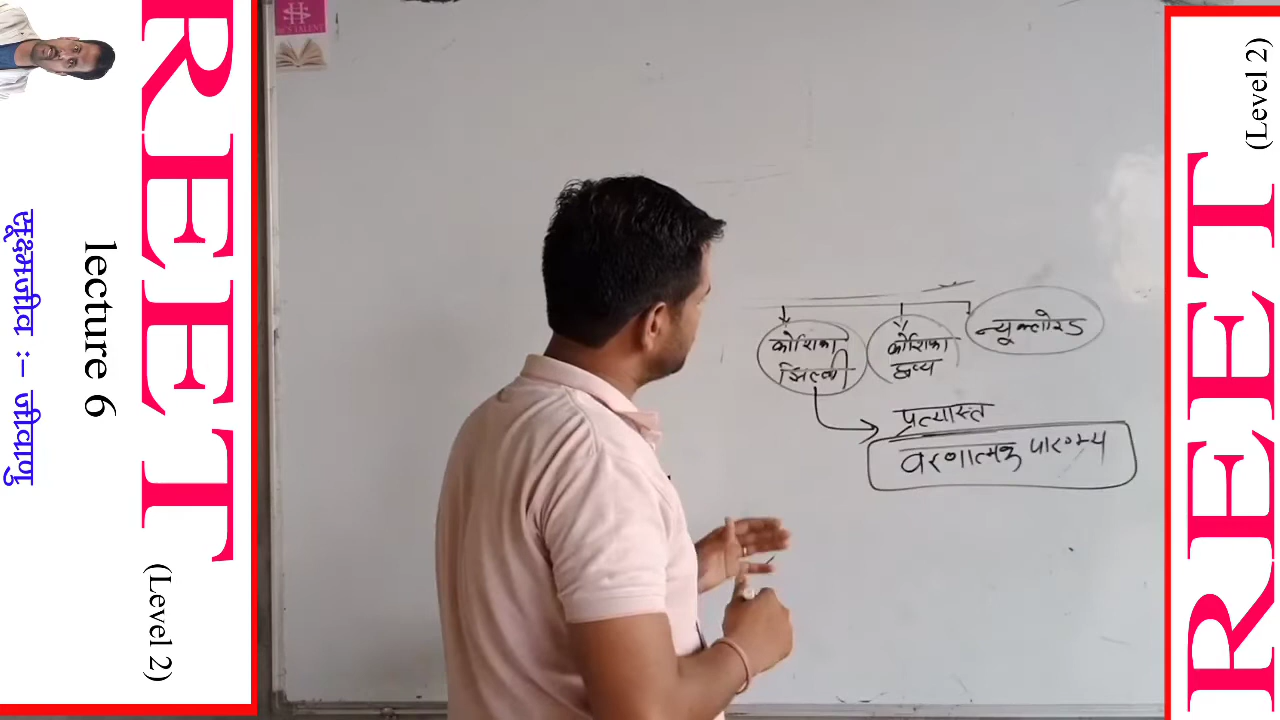 REET
(Level 2)
lecture 6
सूक्ष्मजीव :- जीवाणु
कोशिका
झिल्ली
कोशिका
द्रव्य
न्यूक्लोइड
प्रत्यास्त
वरणात्मक पारगम्य
REET
(Level 2)